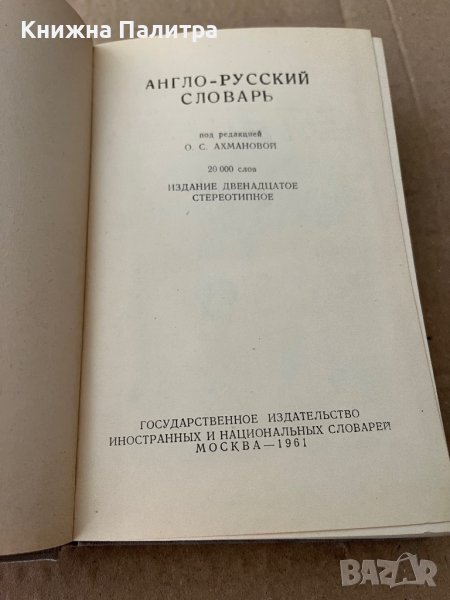 Книжна Палитра
АНГЛО-РУССКИЙ
СЛОВАРЬ
под редакцией
О. С. АХМАНОВОЙ
20 000 слов
ИЗДАНИЕ ДВЕНАДЦАТОЕ
СТЕРЕОТИПНОЕ
ГОСУДАРСТВЕННОЕ ИЗДАТЕЛЬСТВО
ИНОСТРАННЫХ И НАЦИОНАЛЬНЫХ СЛОВАРЕЙ
МОСКВА—1961
BAZAR